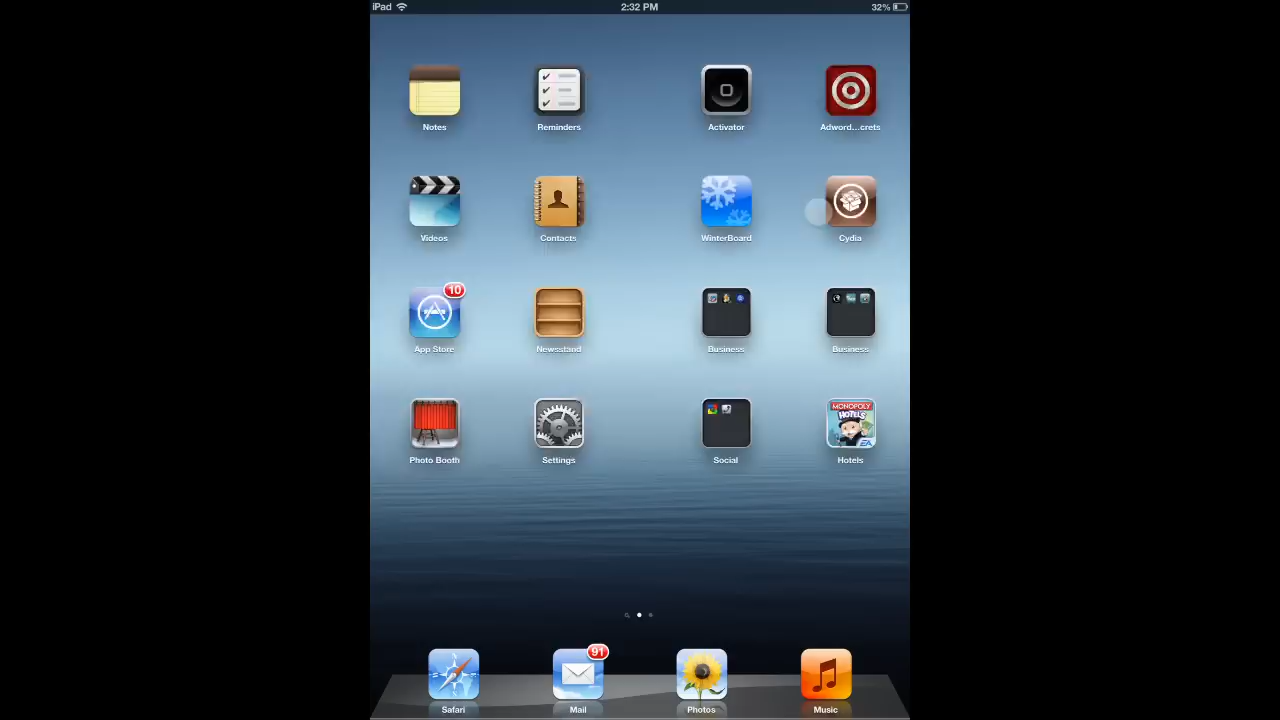 iPad 2:32 PM 32%
Notes Reminders Activator Adword...crets
Videos Contacts WinterBoard Cydia
10
App Store Newsstand Business Business
MONOPOLY
HOTELS
EA
Photo Booth Settings Social Hotels
91
Safari Mail Photos Music